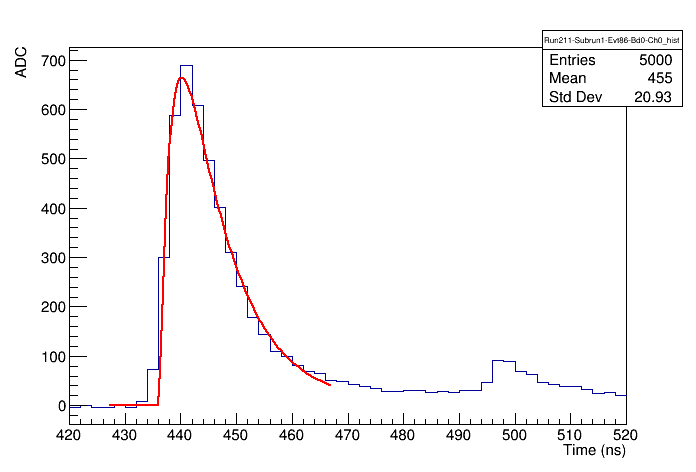 Run211-Subrun1-Evt86-Bd0-Ch0_hist
Entries 5000
Mean 455
Std Dev 20.93
ADC
700
600
500
400
300
200
100
0
420 430 440 450 460 470 480 490 500 510 520
Time (ns)